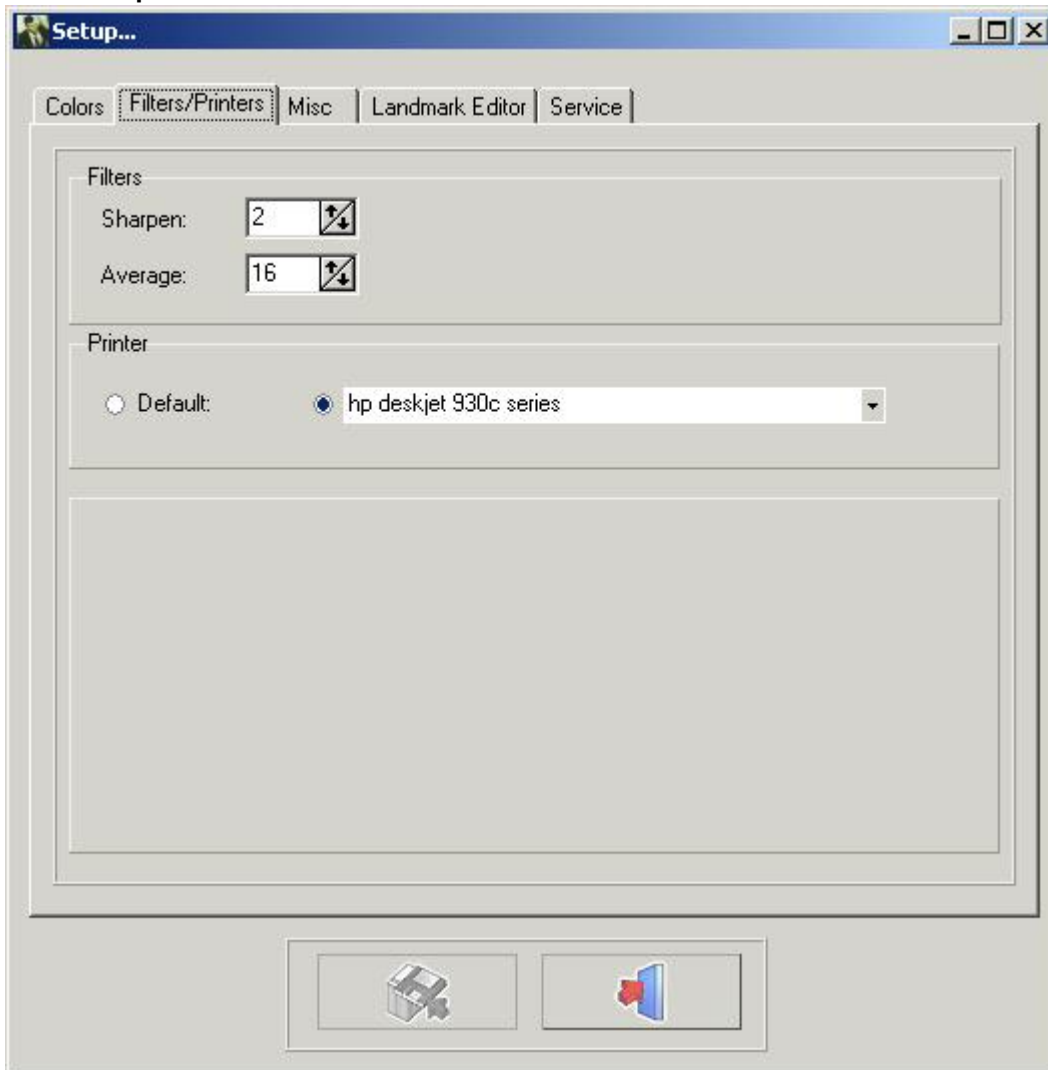 Setup...
Colors Filters/Printers Misc Landmark Editor Service
Filters
Sharpen: 2
Average: 16
Printer
Default: hp deskjet 930c series